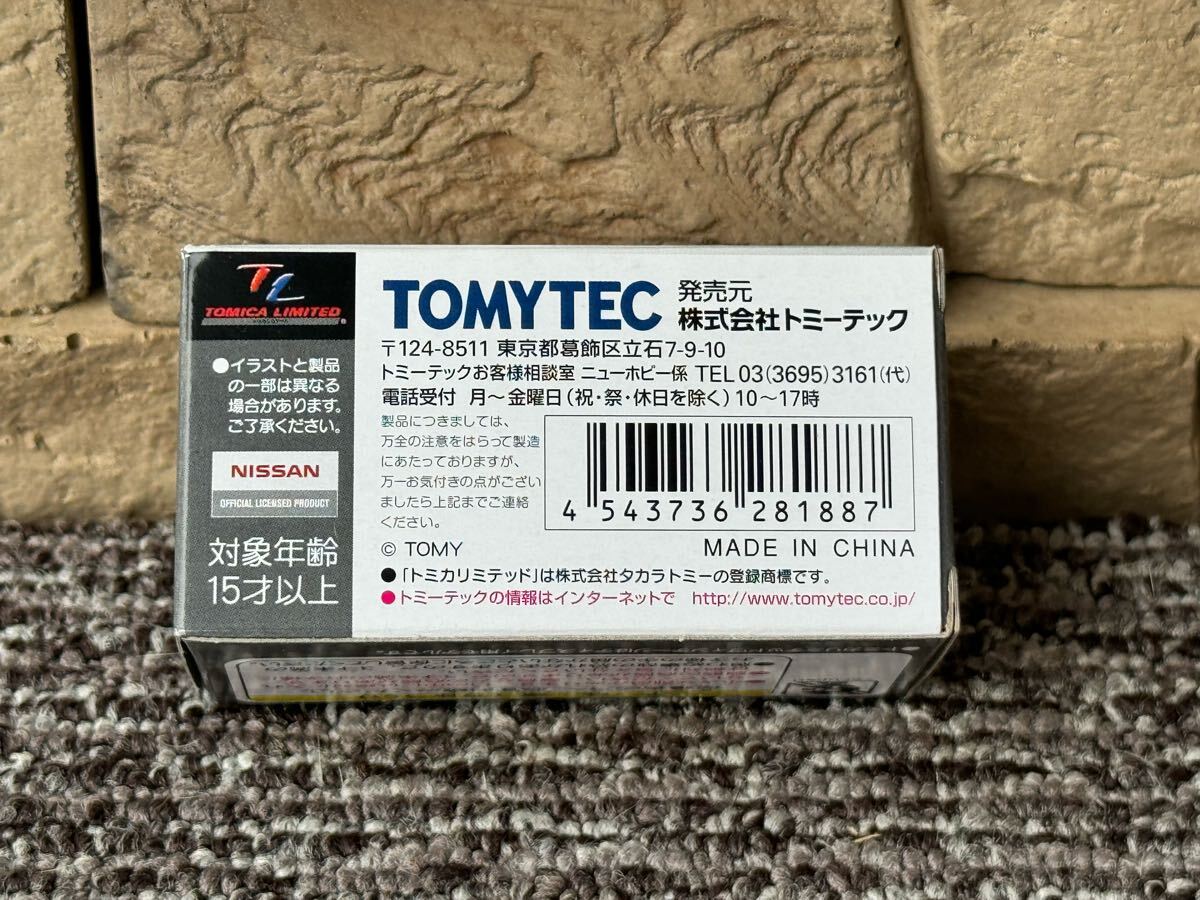 TL
TOMICA LIMITED
●イラストと製品
の一部は異なる
場合があります。
ご了承ください。
NISSAN
OFFICIAL LICENSED PRODUCT
対象年齢
15才以上
TOMYTEC 発売元
株式会社トミーテック
〒124-8511 東京都葛飾区立石7-9-10
トミーテックお客様相談室 ニューホビー係 TEL 03(3695)3161(代)
電話受付 月〜金曜日(祝・祭・休日を除く)10〜17時
製品につきましては、
万全の注意をはらって製造
にあたっておりますが、
万一お気付きの点がござい
ましたら上記までご連絡
ください。
4 543736 281887
© TOMY MADE IN CHINA
●「トミカリミテッド」は株式会社タカラトミーの登録商標です。
●トミーテックの情報はインターネットで http://www.tomytec.co.jp/